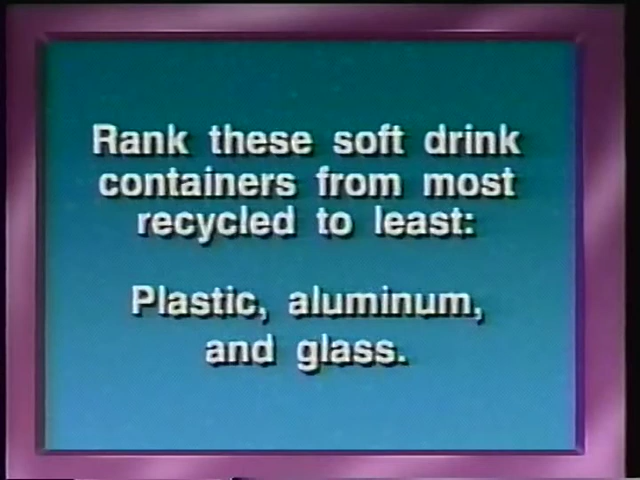 Rank these soft drink
containers from most
recycled to least:
Plastic, aluminum,
and glass.